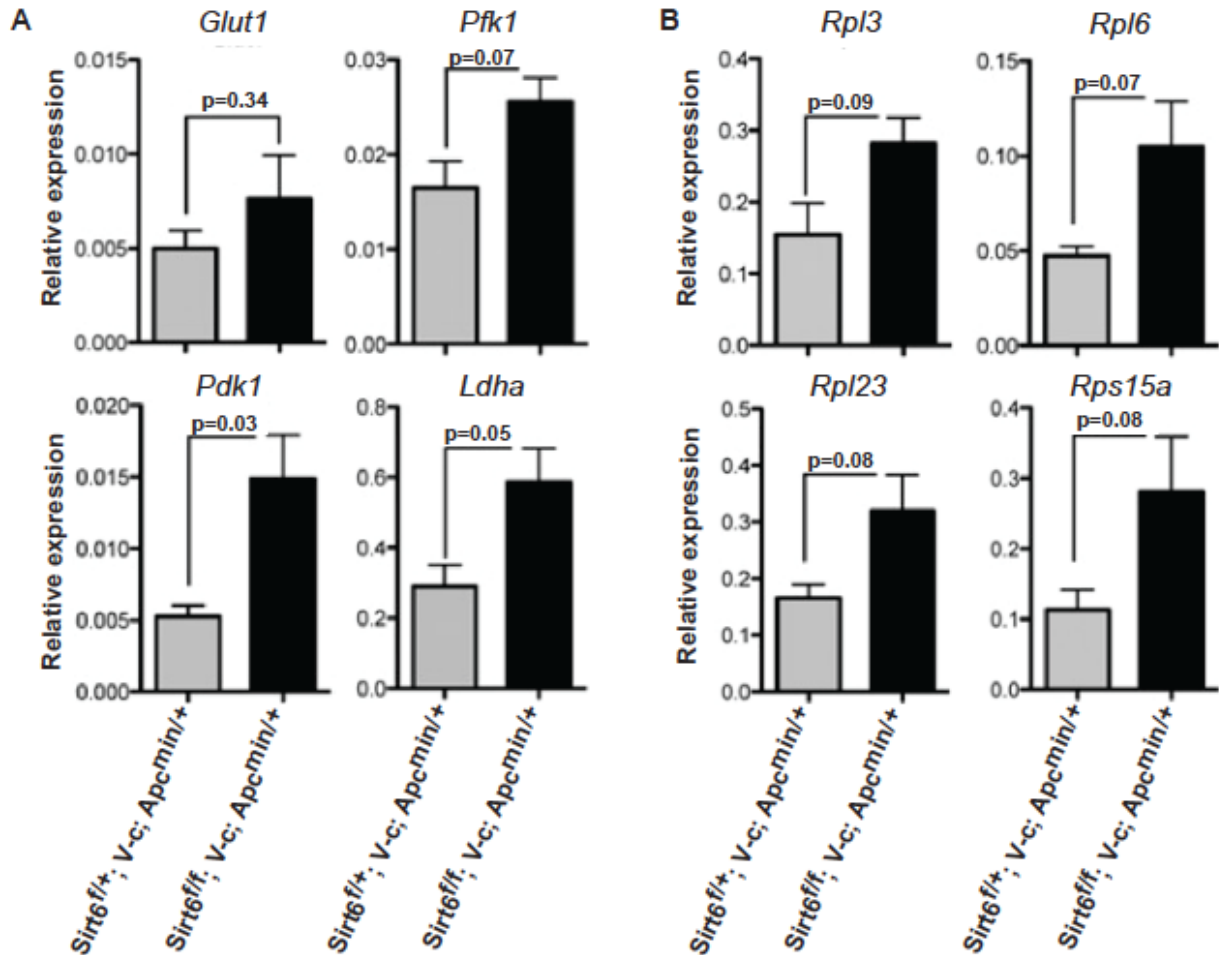 A
Glut1
Relative expression
0.015
0.010
0.005
0.000
p=0.34
Pfk1
0.03
0.02
0.01
0.00
p=0.07
B
Rpl3
Relative expression
0.4
0.3
0.2
0.1
0.0
p=0.09
Rpl6
0.15
0.10
0.05
0.00
p=0.07
Pdk1
Relative expression
0.020
0.015
0.010
0.005
0.000
p=0.03
Sirt6f/+; V-c; Apcmin/+
Sirt6f/f; V-c; Apcmin/+
Ldha
0.8
0.6
0.4
0.2
0.0
p=0.05
Sirt6f/+; V-c; Apcmin/+
Sirt6f/f; V-c; Apcmin/+
Rpl23
Relative expression
0.5
0.4
0.3
0.2
0.1
0.0
p=0.08
Sirt6f/+; V-c; Apcmin/+
Sirt6f/f; V-c; Apcmin/+
Rps15a
0.4
0.3
0.2
0.1
0.0
p=0.08
Sirt6f/+; V-c; Apcmin/+
Sirt6f/f; V-c; Apcmin/+